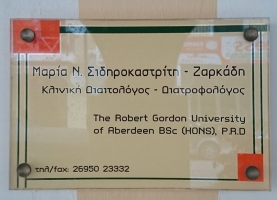 Μαρία Ν. Σιδηροκαστρίτη - Ζαρκάδη
Κλινική Διαιτολόγος - Διατροφολόγος
The Robert Gordon University
of Aberdeen BSc (HONS), P.R.D
τηλ/fax: 26950 23332